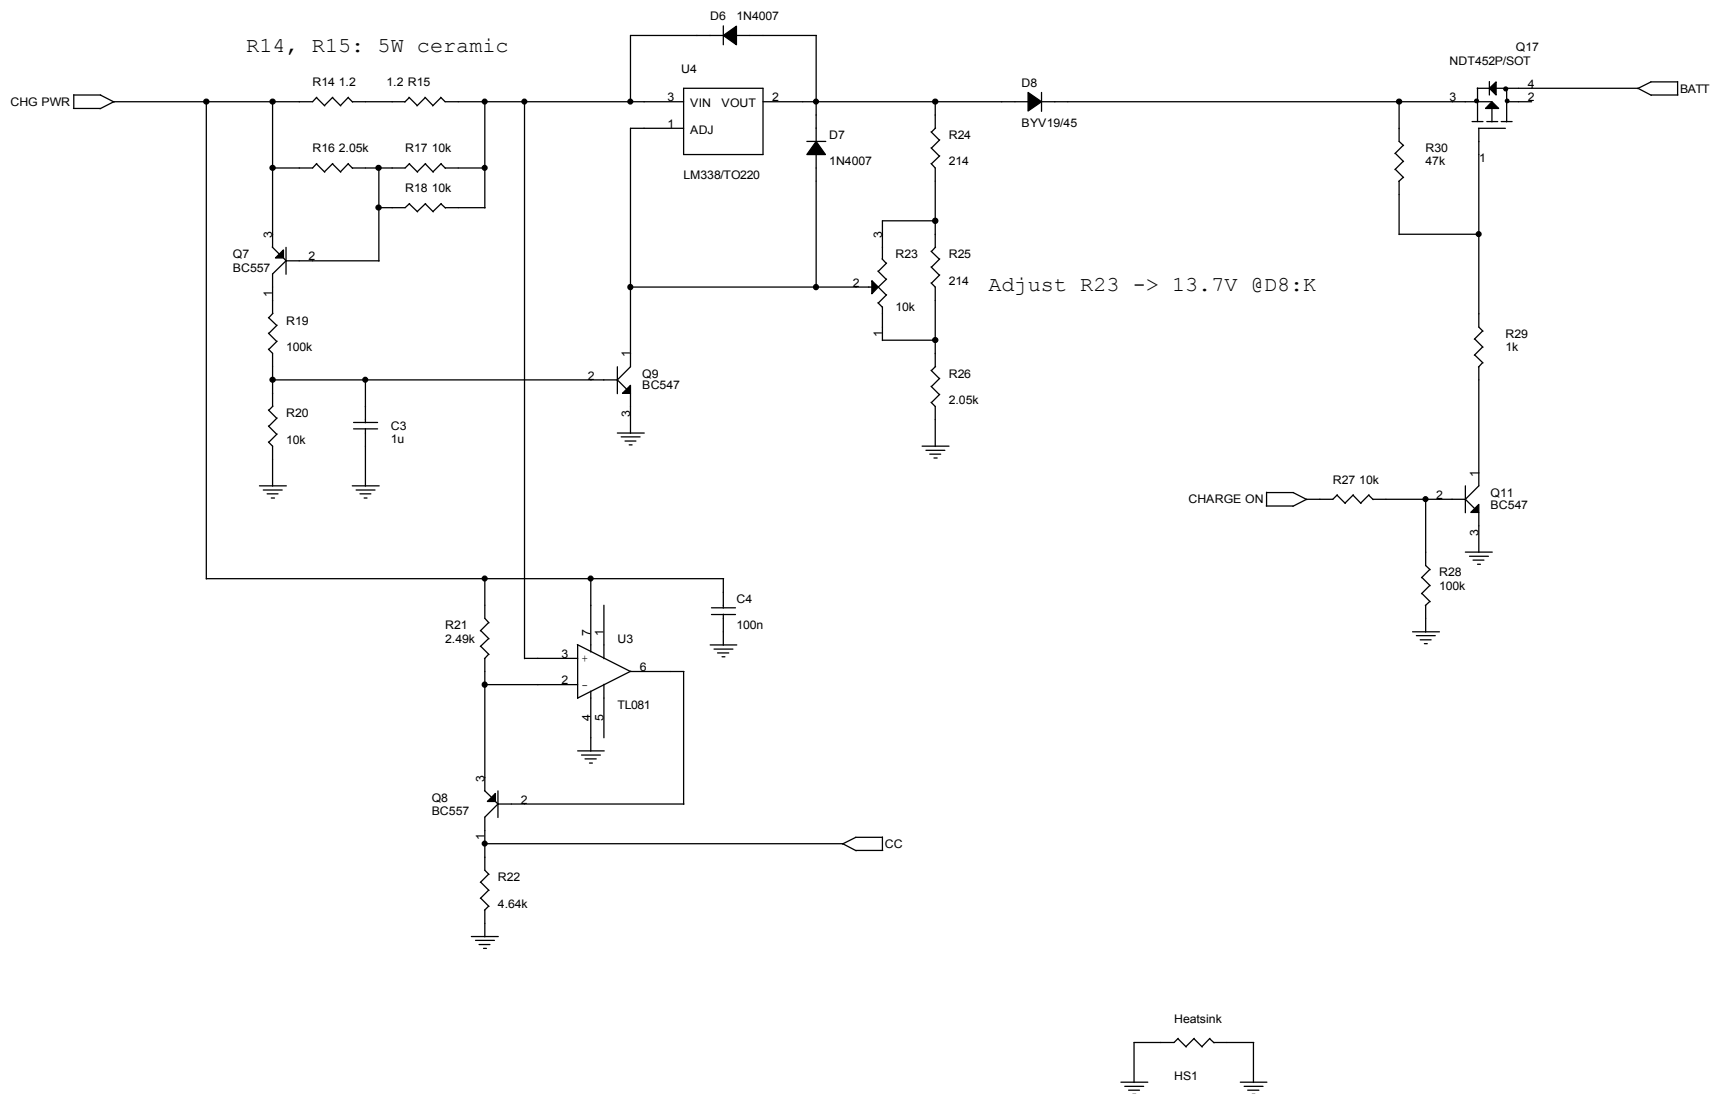 D6 1N4007
R14, R15: 5W ceramic
Q17
NDT452P/SOT
R14 1.2
1.2 R15
U4
D8
CHG PWR
3
VIN
VOUT
2
1
ADJ
BYV19/45
3
4
2
BATT
D7
1N4007
R24
214
R16 2.05k
R17 10k
R18 10k
LM338/TO220
R30
47k
1
3
Q7
BC557
2
1
3
R23
2
10k
1
R25
214
Adjust R23 -> 13.7V @D8:K
R19
100k
R29
1k
1
2
Q9
BC547
3
R26
2.05k
R20
10k
C3
1u
CHARGE ON
R27 10k
1
2
Q11
BC547
3
R28
100k
C4
100n
R21
2.49k
7
1
U3
3
+
6
2
-
TL081
4
5
3
Q8
BC557
2
1
CC
R22
4.64k
Heatsink
HS1